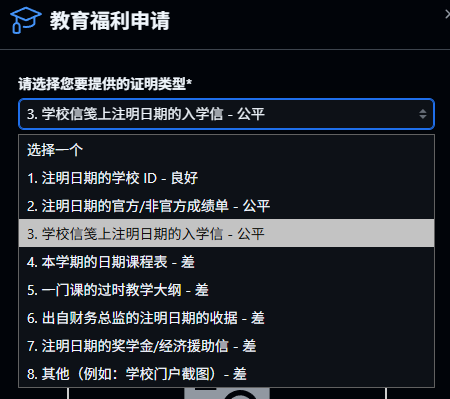 教育福利申请
请选择您要提供的证明类型*
3. 学校信笺上注明日期的入学信 - 公平
选择一个
1. 注明日期的学校 ID - 良好
2. 注明日期的官方/非官方成绩单 - 公平
3. 学校信笺上注明日期的入学信 - 公平
4. 本学期的日期课程表 - 差
5. 一门课的过时教学大纲 - 差
6. 出自财务总监的注明日期的收据 - 差
7. 注明日期的奖学金/经济援助信 - 差
8. 其他（例如：学校门户截图）- 差